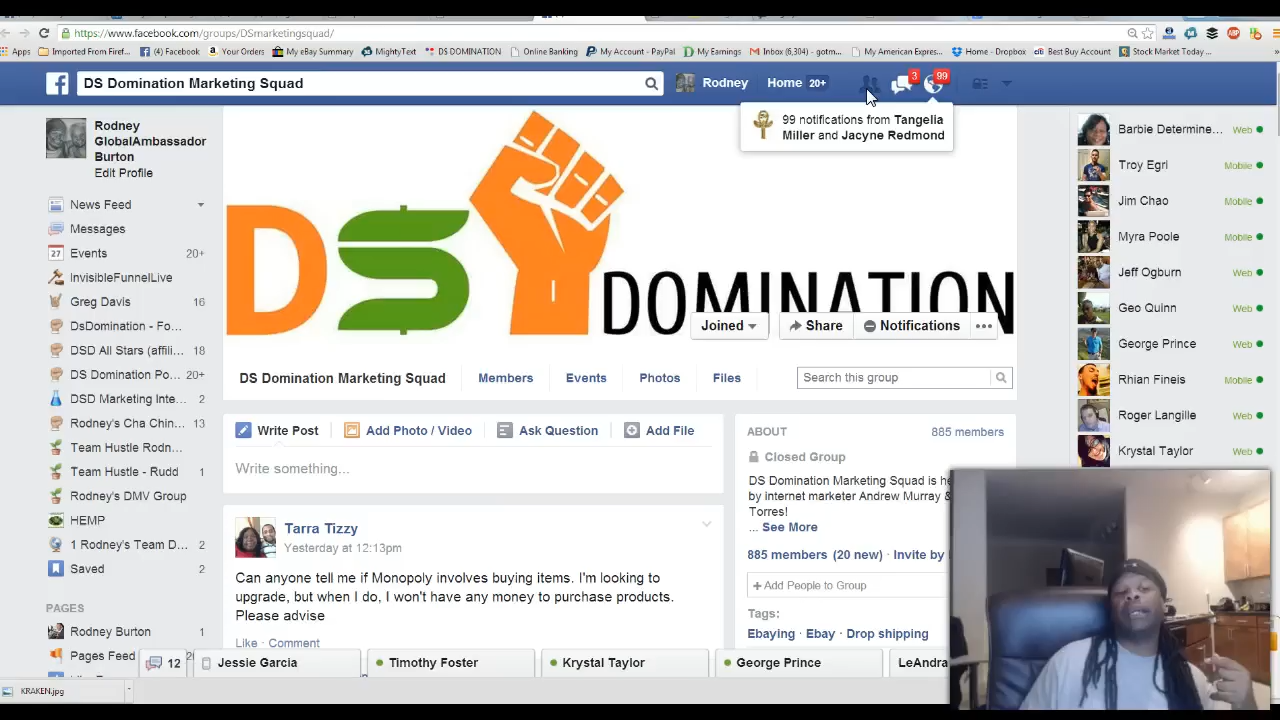 https://www.facebook.com/groups/DSmarketingsquad/
Apps
Imported From Firef...
(4) Facebook
Your Orders
My eBay Summary
MightyText
DS DOMINATION
Online Banking
My Account - PayPal
My Earnings
Inbox (6,304) - gotm...
My American Expres...
Home - Dropbox
Best Buy Account
Stock Market Today...
DS Domination Marketing Squad
Rodney
Home 20+
3
99
99 notifications from Tangelia
Miller and Jacyne Redmond
Rodney
GlobalAmbassador
Burton
Edit Profile
News Feed
Messages
27 Events 20+
InvisibleFunnelLive
Greg Davis 16
DsDomination - Fo...
DSD All Stars (affili... 18
DS Domination Po... 20+
DSD Marketing Inte... 2
Rodney's Cha Chin... 13
Team Hustle Rodn...
Team Hustle - Rudd 1
Rodney's DMV Group
HEMP
1 Rodney's Team D... 2
Saved 2
PAGES
Rodney Burton 1
Pages Feed
DS DOMINATION
Joined
Share
Notifications
DS Domination Marketing Squad
Members
Events
Photos
Files
Search this group
Write Post
Add Photo / Video
Ask Question
Add File
Write something...
Tarra Tizzy
Yesterday at 12:13pm
Can anyone tell me if Monopoly involves buying items. I'm looking to
upgrade, but when I do, I won't have any money to purchase products.
Please advise
Like · Comment
ABOUT
885 members
Closed Group
DS Domination Marketing Squad is he
by internet marketer Andrew Murray &
Torres!
... See More
885 members (20 new) · Invite by
+ Add People to Group
Tags:
Ebaying · Ebay · Drop shipping
Barbie Determine... Web
Troy Egri Mobile
Jim Chao Mobile
Myra Poole Mobile
Jeff Ogburn Web
Geo Quinn Web
George Prince Web
Rhian Fineis Mobile
Roger Langille Web
Krystal Taylor Web
12
Jessie Garcia
Timothy Foster
Krystal Taylor
George Prince
LeAndra
KRAKEN.jpg